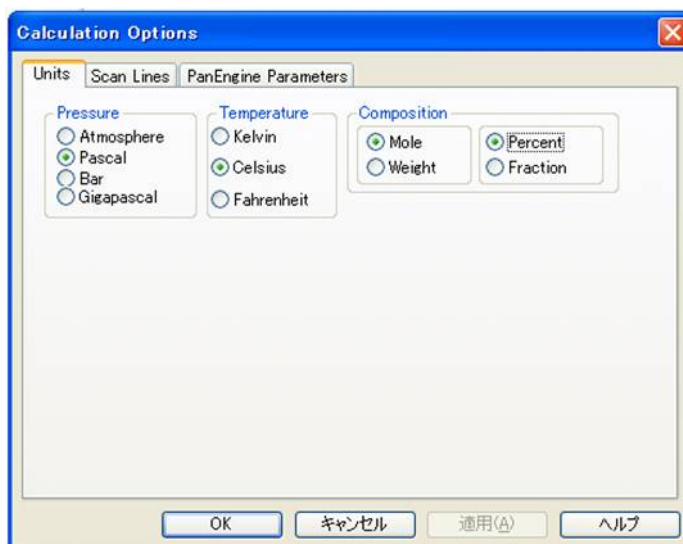 Calculation Options
Units Scan Lines PanEngine Parameters
Pressure Temperature Composition
Atmosphere Kelvin Mole Percent
Pascal Celsius Weight Fraction
Bar Fahrenheit
Gigapascal
OK キャンセル 適用(A) ヘルプ